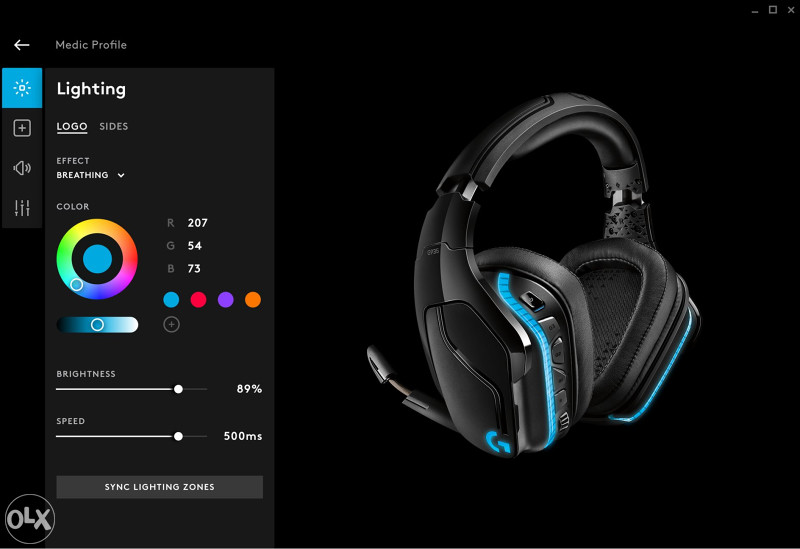 Medic Profile
Lighting
LOGO SIDES
EFFECT
BREATHING
COLOR
R 207
G 54
B 73
BRIGHTNESS
89%
SPEED
500ms
SYNC LIGHTING ZONES
OLX